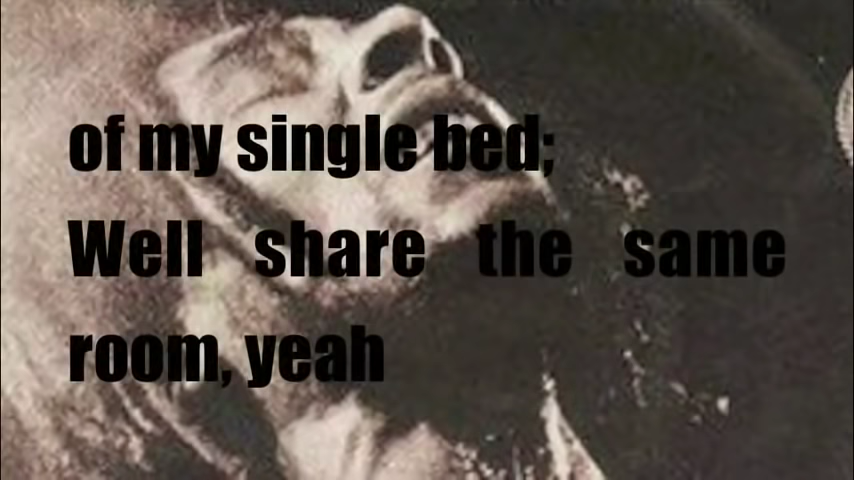 of my single bed;
Well share the same
room, yeah